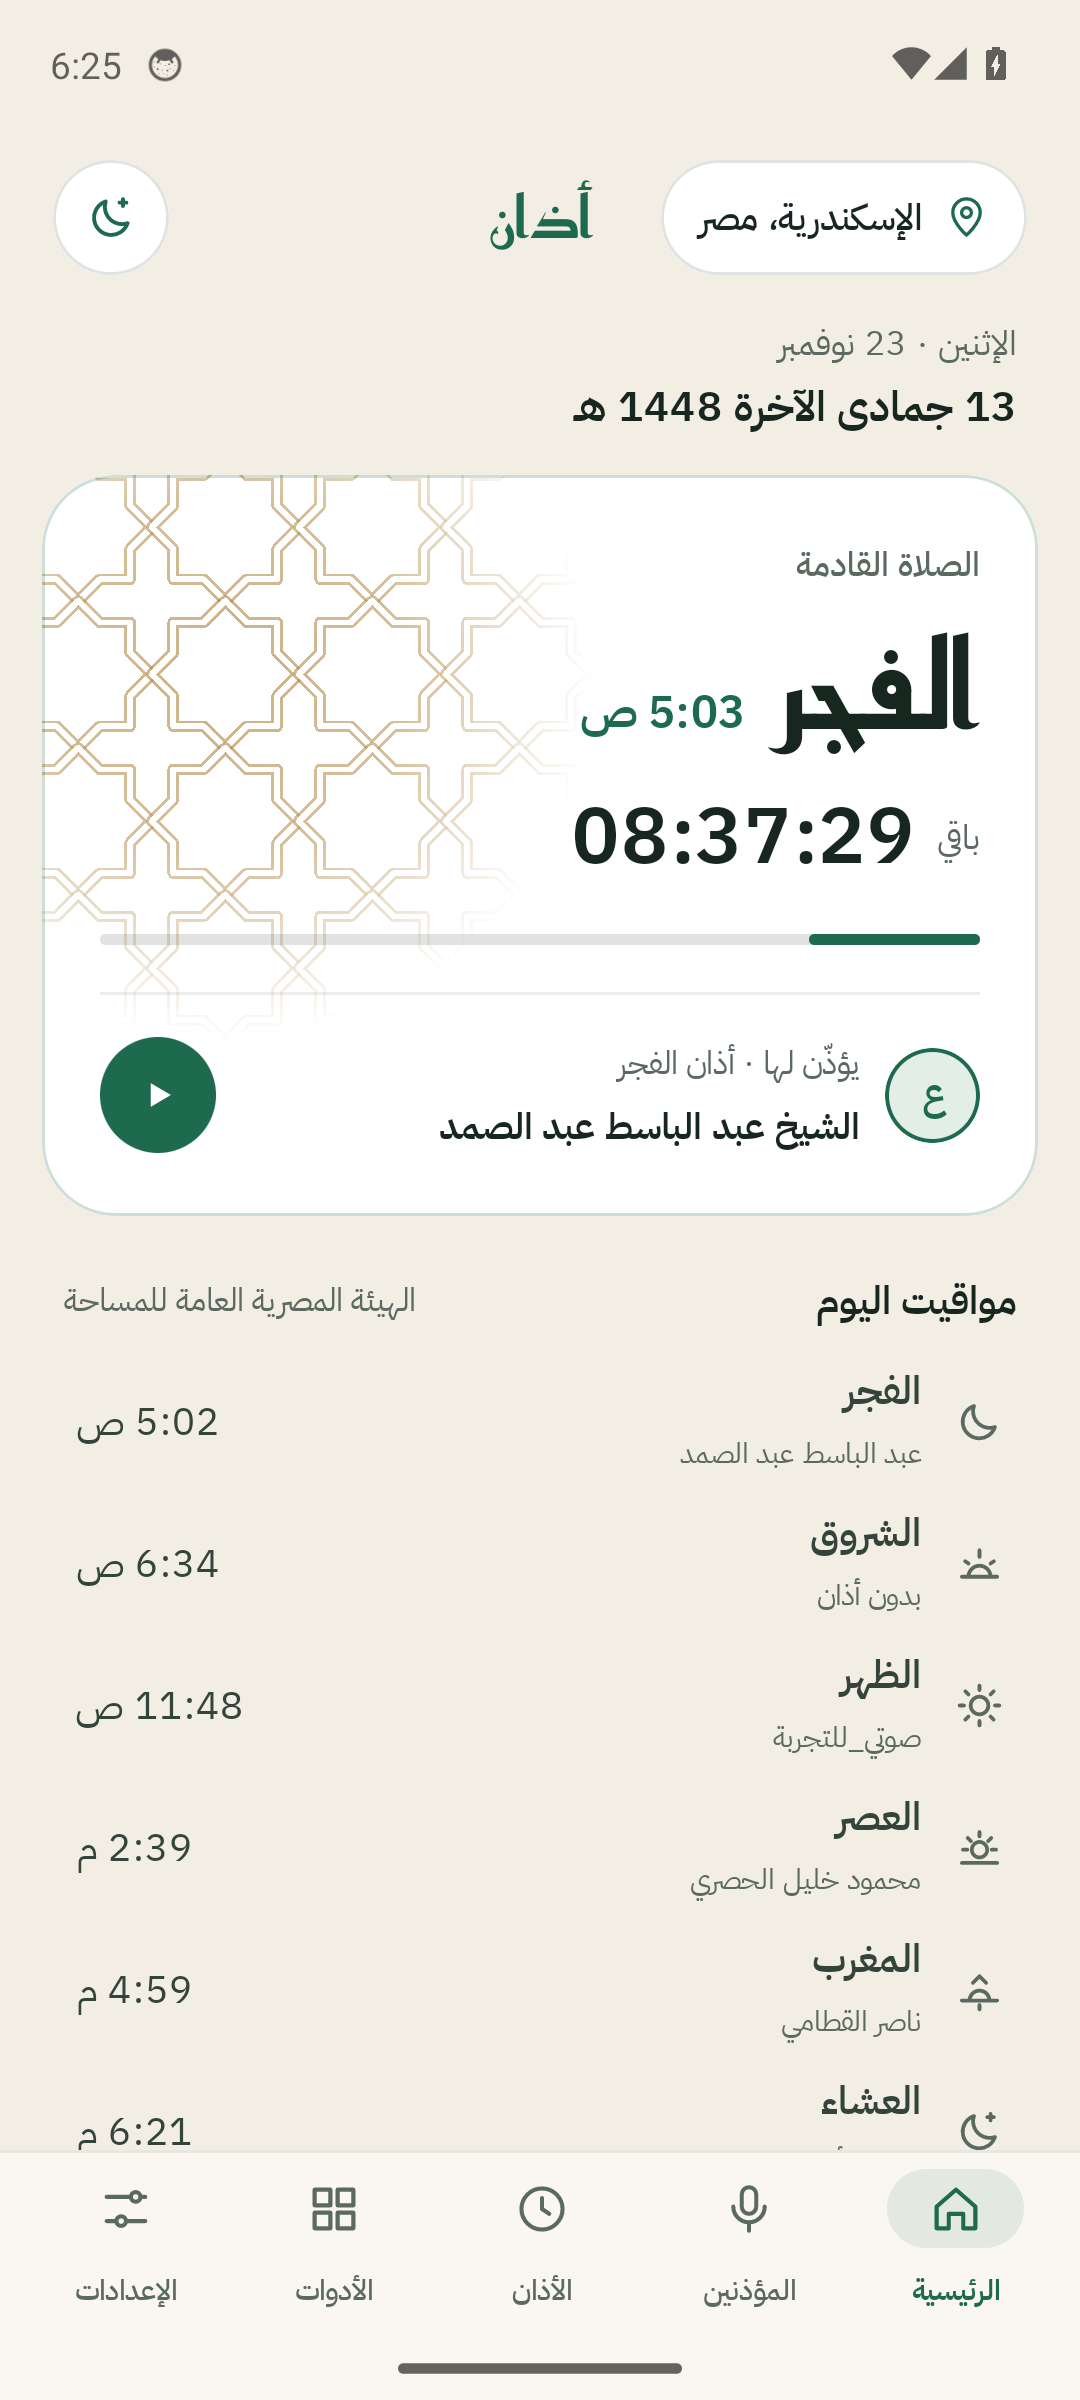 6:25
الإسكندرية، مصر
أذان
الإثنين · 23 نوفمبر
13 جمادى الآخرة 1448 هـ
الصلاة القادمة
الفجر 5:03 ص
باقي 08:37:29
يؤذّن لها · أذان الفجر
ع
الشيخ عبد الباسط عبد الصمد
مواقيت اليوم
الهيئة المصرية العامة للمساحة
الفجر
5:02 ص
عبد الباسط عبد الصمد
الشروق
6:34 ص
بدون أذان
الظهر
11:48 ص
صوتي_للتجربة
العصر
2:39 م
محمود خليل الحصري
المغرب
4:59 م
ناصر القطامي
العشاء
6:21 م
الرئيسية
المؤذنين
الأذان
الأدوات
الإعدادات